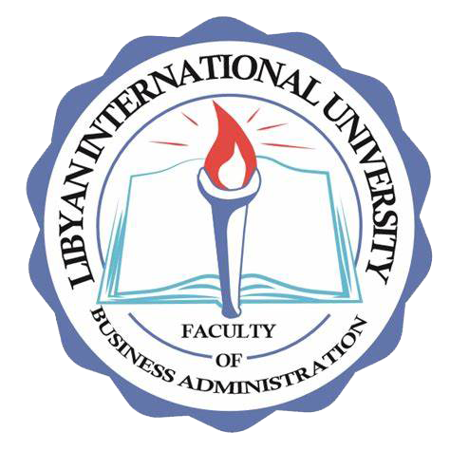 LIBYAN INTERNATIONAL UNIVERSITY
FACULTY
OF
BUSINESS ADMINISTRATION